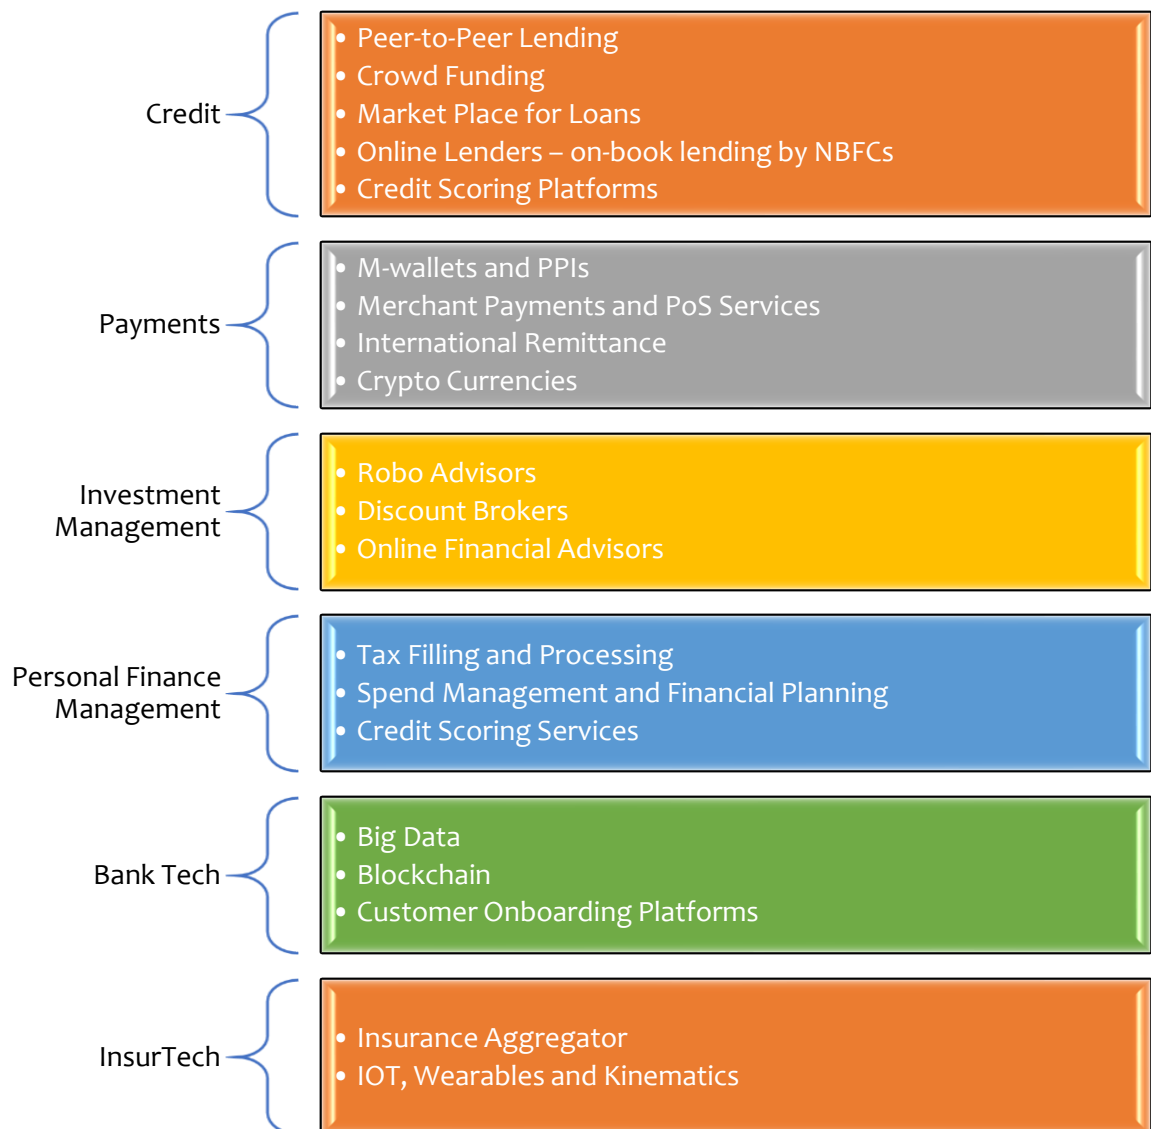 Credit
• Peer-to-Peer Lending
• Crowd Funding
• Market Place for Loans
• Online Lenders – on-book lending by NBFCs
• Credit Scoring Platforms
Payments
• M-wallets and PPIs
• Merchant Payments and PoS Services
• International Remittance
• Crypto Currencies
Investment
Management
• Robo Advisors
• Discount Brokers
• Online Financial Advisors
Personal Finance
Management
• Tax Filling and Processing
• Spend Management and Financial Planning
• Credit Scoring Services
Bank Tech
• Big Data
• Blockchain
• Customer Onboarding Platforms
InsurTech
• Insurance Aggregator
• IOT, Wearables and Kinematics